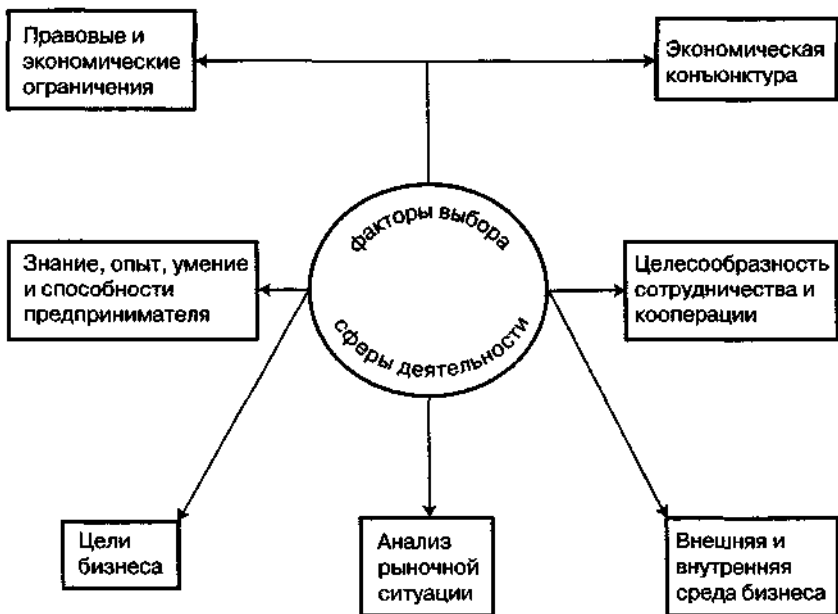 Правовые и
экономические
ограничения
Экономическая
конъюнктура
факторы выбора
сферы деятельности
Знание, опыт, умение
и способности
предпринимателя
Целесообразность
сотрудничества и
кооперации
Цели
бизнеса
Анализ
рыночной
ситуации
Внешняя и
внутренняя
среда бизнеса